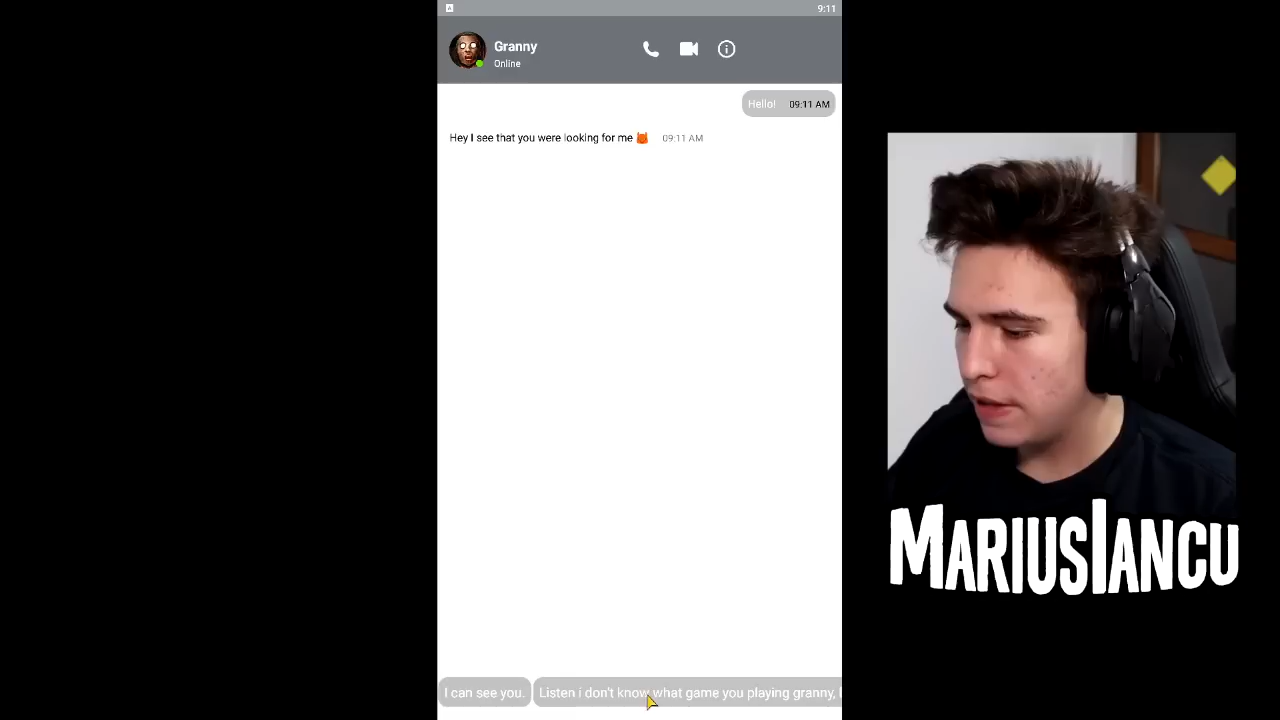 9:11
Granny
Online
Hello! 09:11 AM
Hey I see that you were looking for me 09:11 AM
I can see you.
Listen i don't know what game you playing granny,
MARIUSIANCU